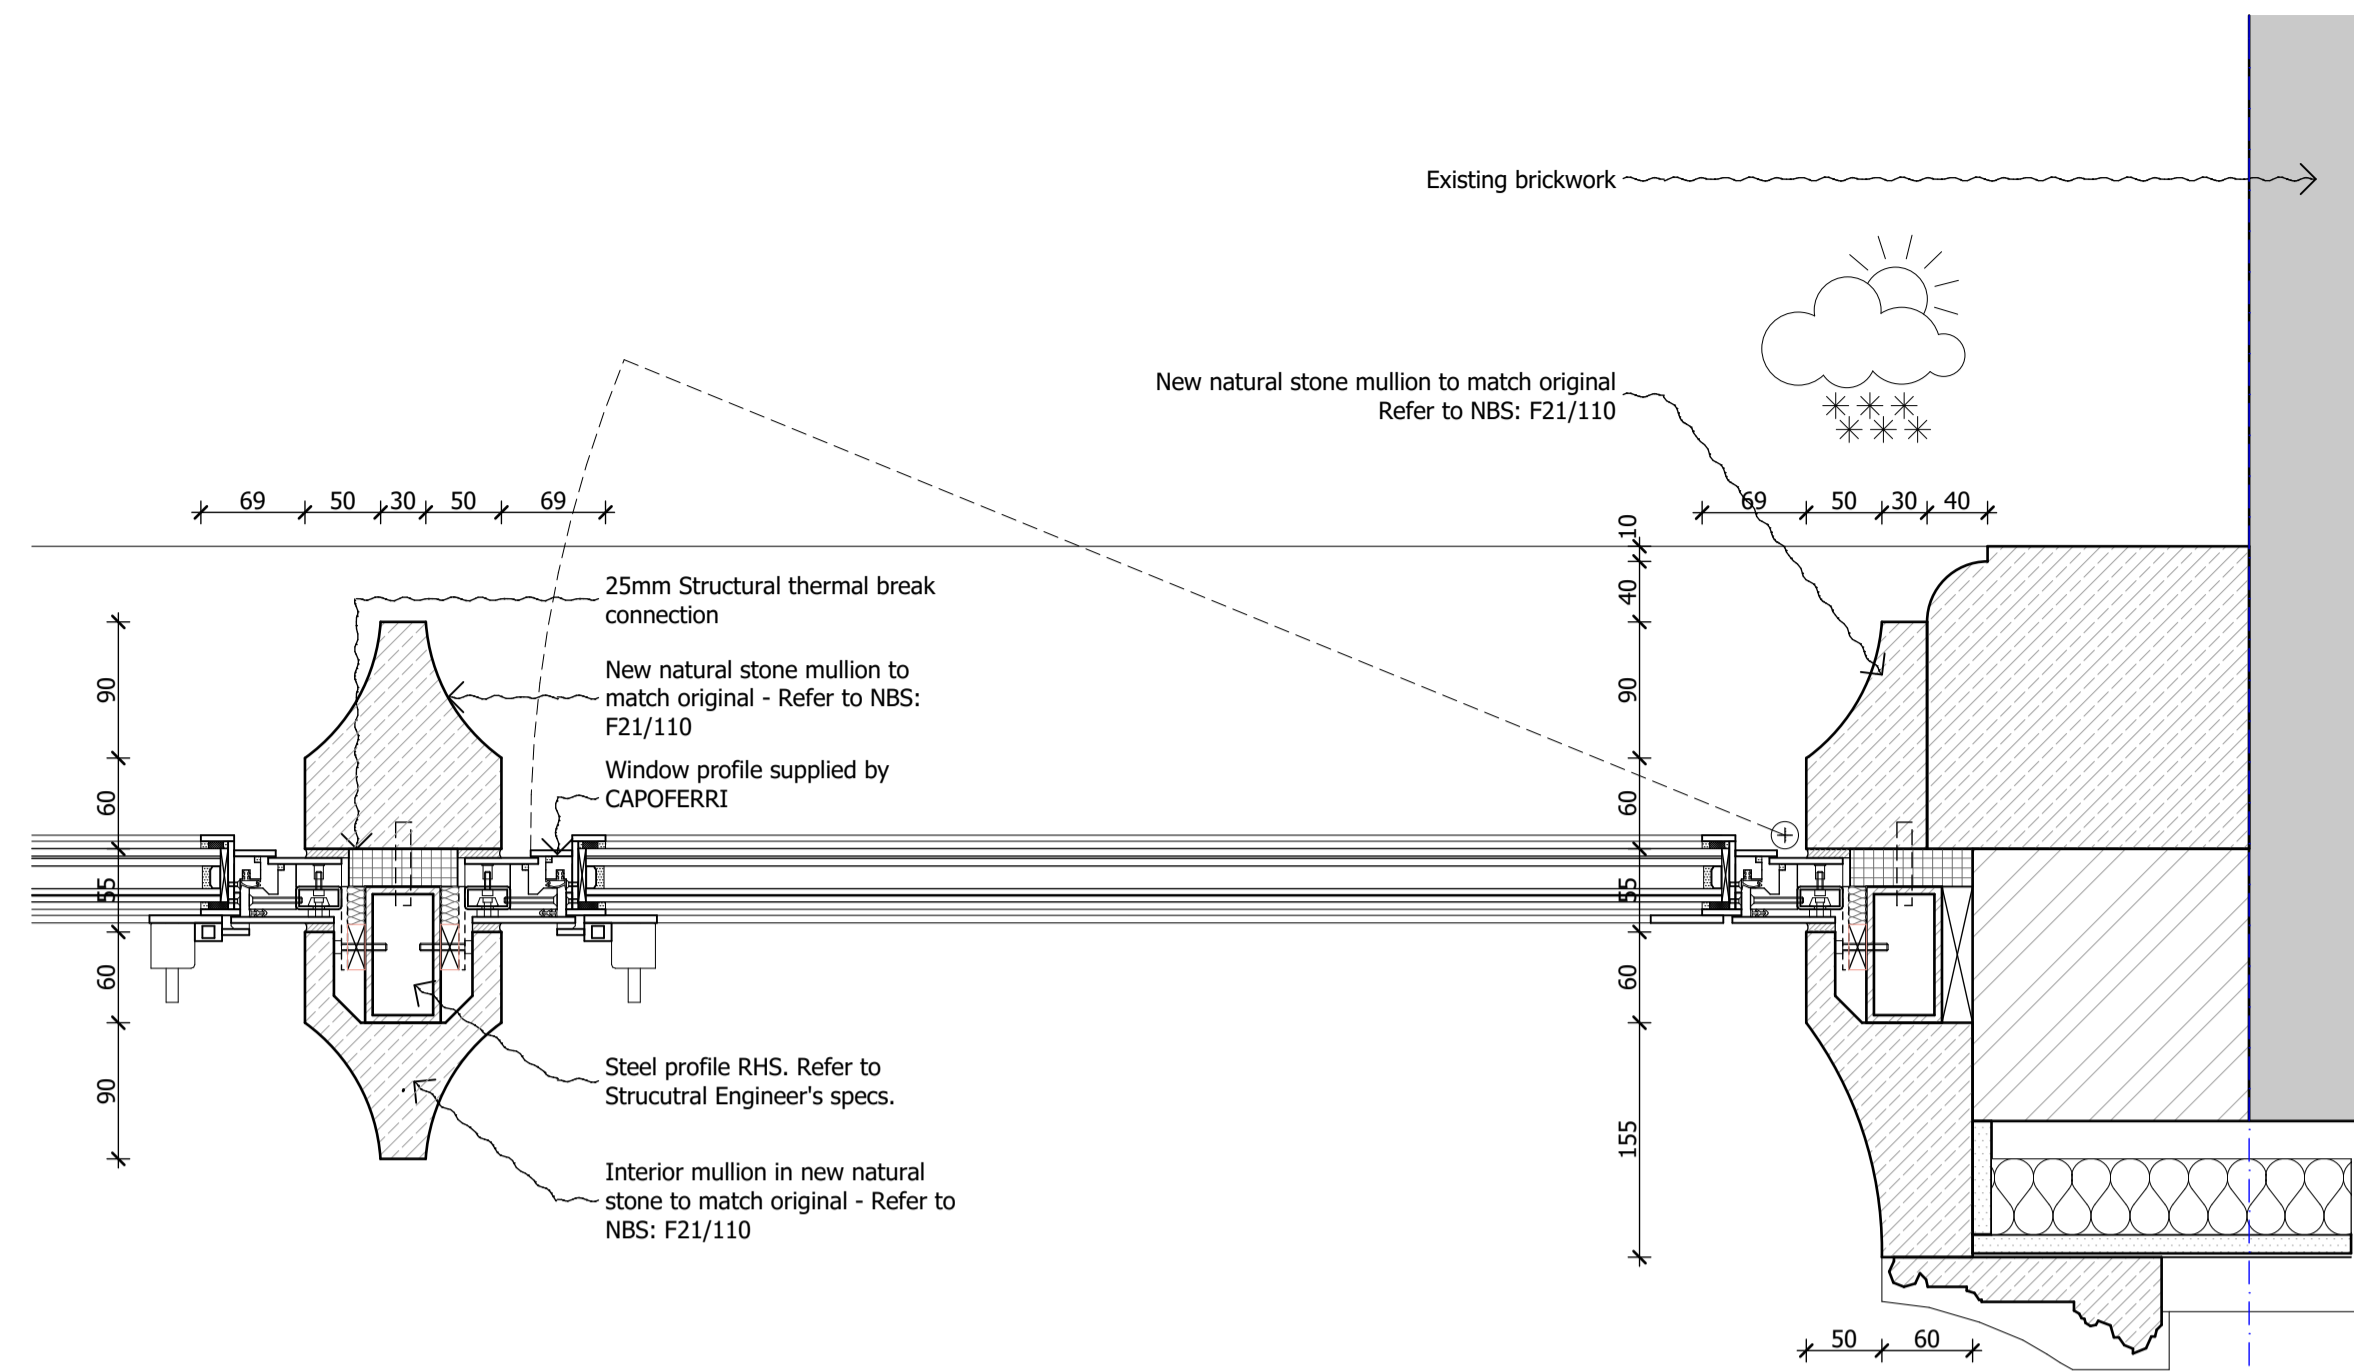 Existing brickwork
New natural stone mullion to match original
Refer to NBS: F21/110
69 50 30 50 69
69 50 30 40
10
40
90
60
55
60
155
90
60
55
60
90
25mm Structural thermal break
connection
New natural stone mullion to
match original - Refer to NBS:
F21/110
Window profile supplied by
CAPOFERRI
Steel profile RHS. Refer to
Strucutral Engineer's specs.
Interior mullion in new natural
stone to match original - Refer to
NBS: F21/110
50 60